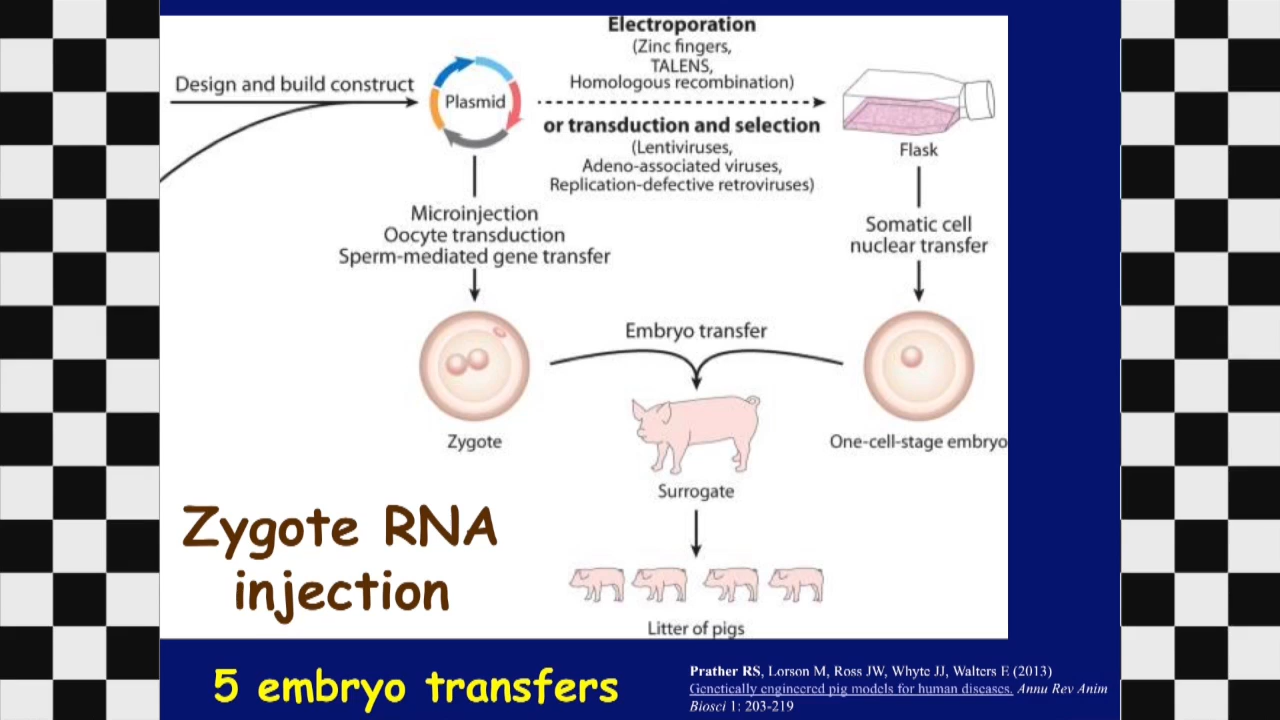 Electroporation
(Zinc fingers,
TALENS,
Homologous recombination)
Design and build construct
Plasmid
or transduction and selection
(Lentiviruses,
Adeno-associated viruses,
Replication-defective retroviruses)
Flask
Microinjection
Oocyte transduction
Sperm-mediated gene transfer
Somatic cell
nuclear transfer
Embryo transfer
Zygote
One-cell-stage embryo
Surrogate
Zygote RNA
injection
Litter of pigs
5 embryo transfers
Prather RS, Lorson M, Ross JW, Whyte JJ, Walters E (2013)
Genetically engineered pig models for human diseases. Annu Rev Anim
Biosci 1: 203-219